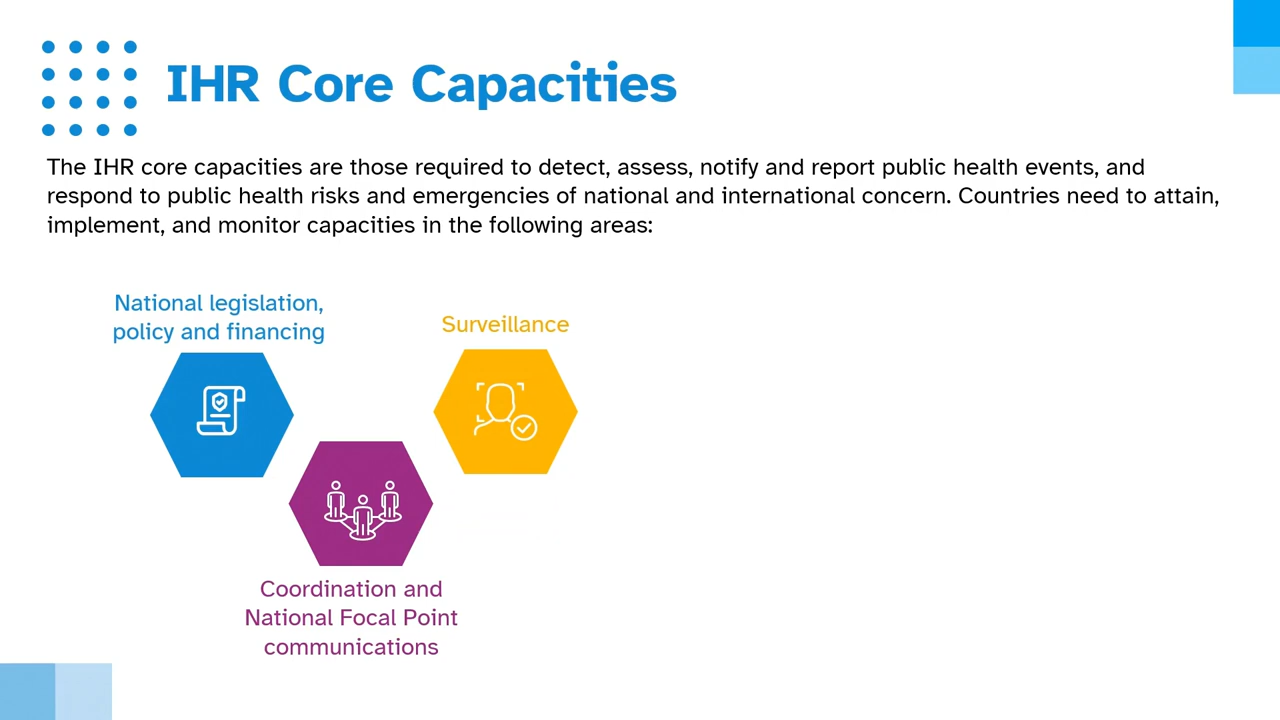 IHR Core Capacities
The IHR core capacities are those required to detect, assess, notify and report public health events, and
respond to public health risks and emergencies of national and international concern. Countries need to attain,
implement, and monitor capacities in the following areas:
National legislation,
policy and financing
Surveillance
Coordination and
National Focal Point
communications